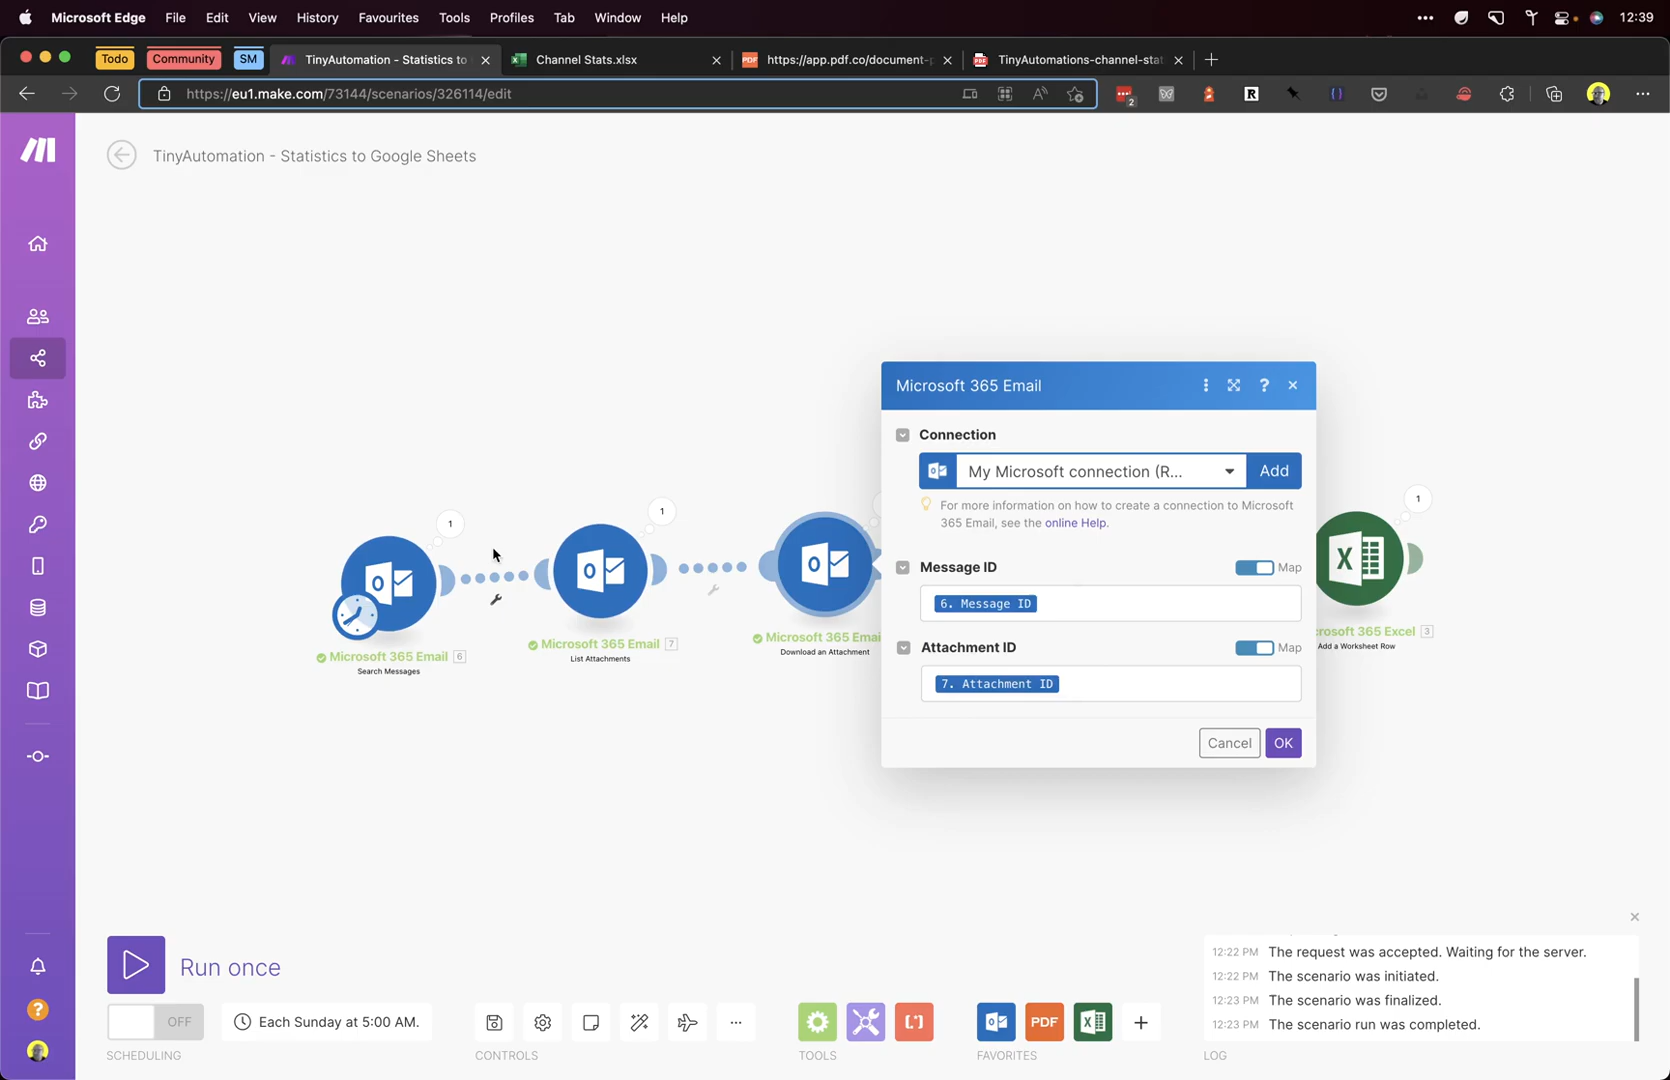 Microsoft Edge File Edit View History Favourites Tools Profiles Tab Window Help 12:39
Todo Community SM TinyAutomation - Statistics to Channel Stats.xlsx PDF https://app.pdf.co/document- TinyAutomations-channel-stat
https://eu1.make.com/73144/scenarios/326114/edit
2
R
TinyAutomation - Statistics to Google Sheets
Microsoft 365 Email
Connection
My Microsoft connection (R... Add
For more information on how to create a connection to Microsoft
365 Email, see the online Help.
Message ID Map
6. Message ID
Attachment ID Map
7. Attachment ID
Cancel OK
1
1
1
Microsoft 365 Email 6
Search Messages
Microsoft 365 Email 7
List Attachments
Microsoft 365 Emai
Download an Attachment
rosoft 365 Excel 3
Add a Worksheet Row
Run once
OFF
Each Sunday at 5:00 AM.
PDF
SCHEDULING
CONTROLS
TOOLS
FAVORITES
LOG
12:22 PM The request was accepted. Waiting for the server.
12:22 PM The scenario was initiated.
12:23 PM The scenario was finalized.
12:23 PM The scenario run was completed.